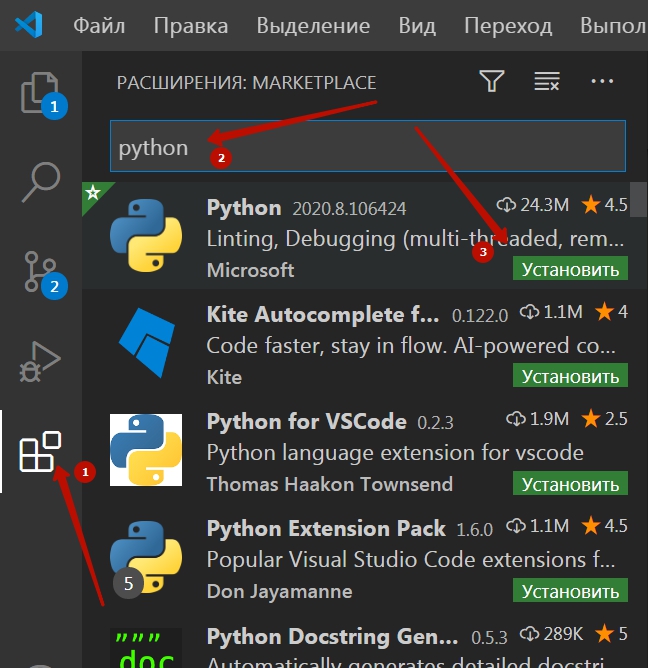 Файл Правка Выделение Вид Переход Выпол
1
РАСШИРЕНИЯ: MARKETPLACE
python
2
Python 2020.8.106424 24.3M 4.5
Linting, Debugging (multi-threaded, rem...
3
Microsoft Установить
2
Kite Autocomplete f... 0.122.0 1.1M 4
Code faster, stay in flow. AI-powered co...
Kite Установить
Python for VSCode 0.2.3 1.9M 2.5
Python language extension for vscode
1
Thomas Haakon Townsend Установить
Python Extension Pack 1.6.0 1.1M 4.5
Popular Visual Studio Code extensions f...
5
Don Jayamanne Установить
"""
doc
Python Docstring Gen... 0.5.3 289K 5
Automatically generates detailed docstri...